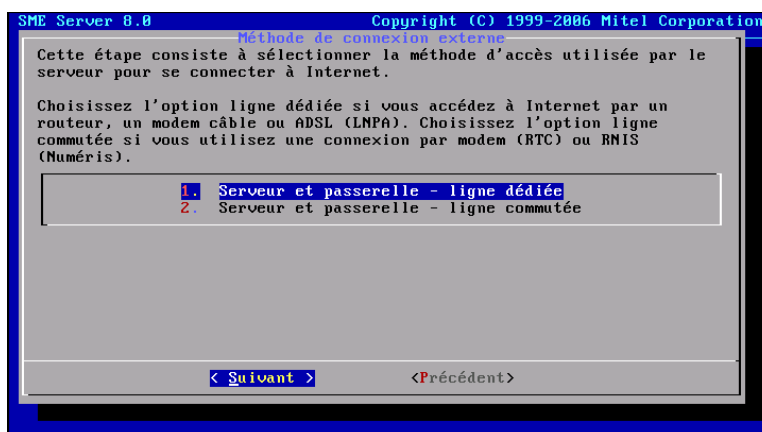 SME Server 8.0 Copyright (C) 1999-2006 Mitel Corporation
Méthode de connexion externe
Cette étape consiste à sélectionner la méthode d'accès utilisée par le
serveur pour se connecter à Internet.
Choisissez l'option ligne dédiée si vous accédez à Internet par un
routeur, un modem câble ou ADSL (LNPA). Choisissez l'option ligne
commutée si vous utilisez une connexion par modem (RTC) ou RNIS
(Numéris).
1. Serveur et passerelle - ligne dédiée
2. Serveur et passerelle - ligne commutée
< Suivant > <Précédent>